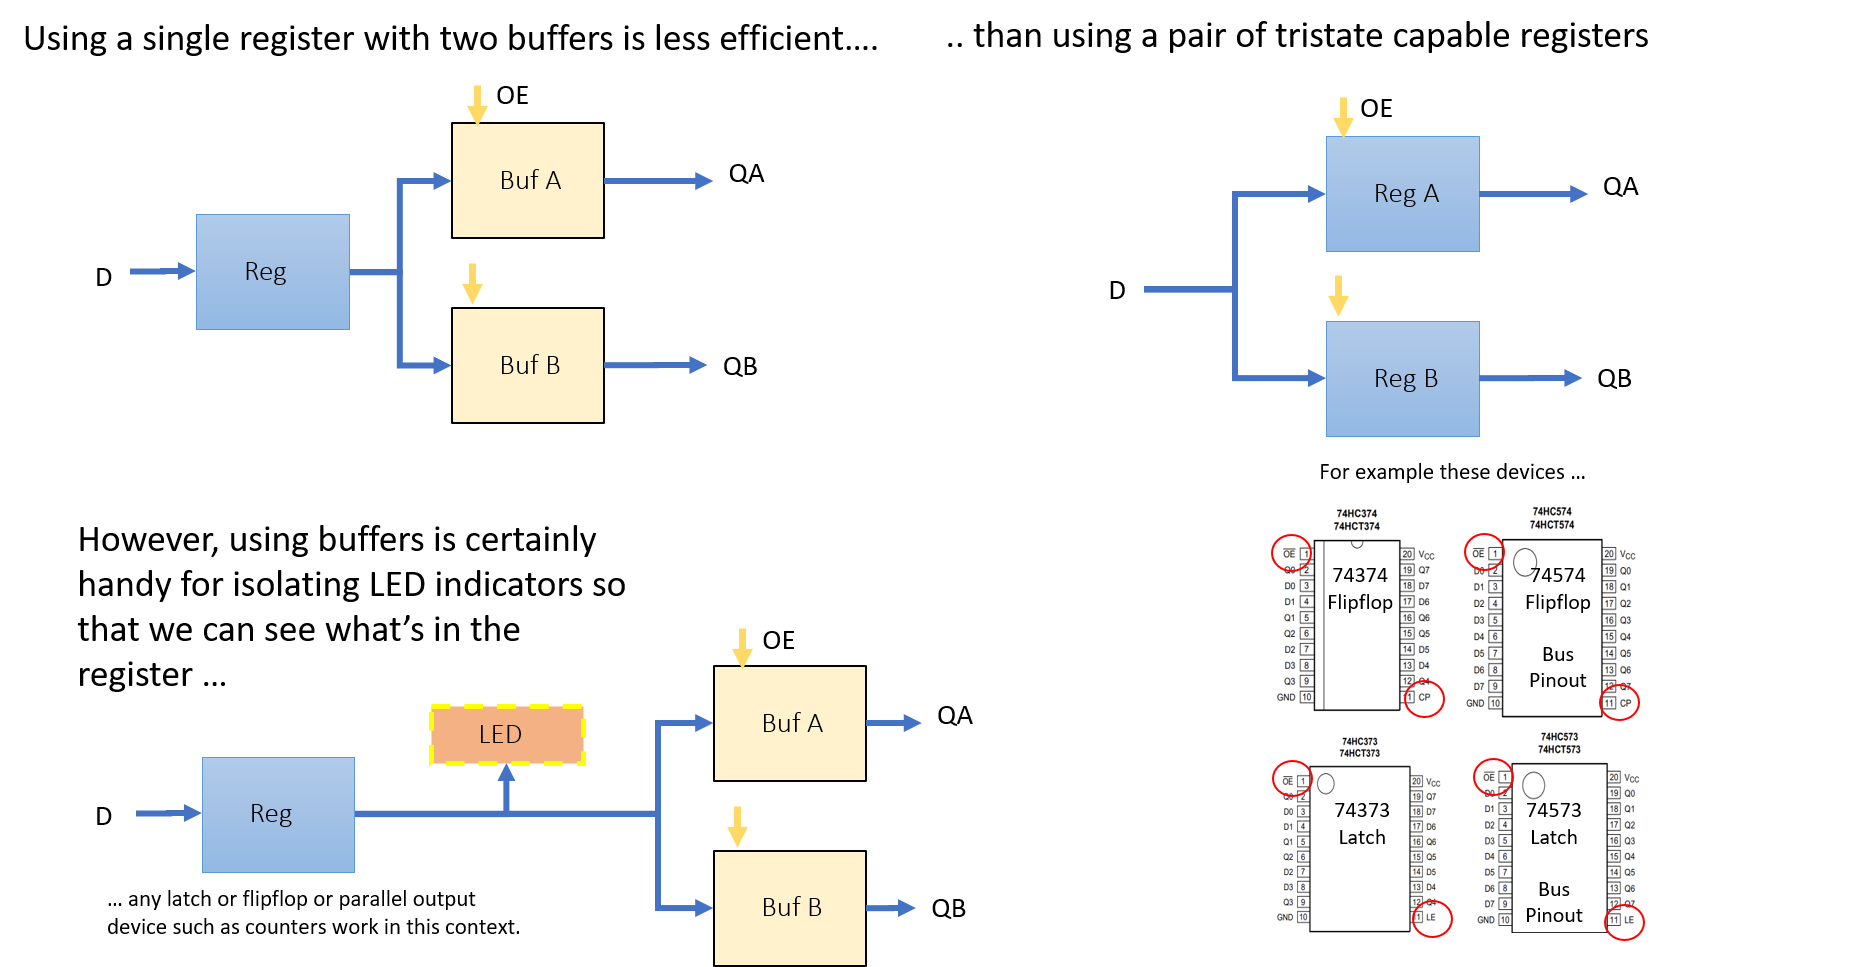 Using a single register with two buffers is less efficient....
.. than using a pair of tristate capable registers
OE
Buf A
QA
D
Reg
Buf B
QB
OE
Reg A
QA
D
Reg B
QB
For example these devices ...
However, using buffers is certainly
handy for isolating LED indicators so
that we can see what's in the
register ...
OE
LED
Buf A
QA
D
Reg
Buf B
QB
... any latch or flipflop or parallel output
device such as counters work in this context.
74HC374
74HCT374
74374
Flipflop
OE 1
Q0 2
D0 3
D1 4
Q1 5
Q2 6
D2 7
D3 8
Q3 9
GND 10
20 VCC
19 Q7
18 D7
17 D6
16 Q6
15 Q5
14 D5
13 D4
12 Q4
11 CP
74HC574
74HCT574
74574
Flipflop
Bus
Pinout
OE 1
D0 2
D1 3
D2 4
D3 5
D4 6
D5 7
D6 8
D7 9
GND 10
20 VCC
19 Q0
18 Q1
17 Q2
16 Q3
15 Q4
14 Q5
13 Q6
12 Q7
11 CP
74HC373
74HCT373
74373
Latch
OE 1
Q0 2
D0 3
D1 4
Q1 5
Q2 6
D2 7
D3 8
Q3 9
GND 10
20 VCC
19 Q7
18 D7
17 D6
16 Q6
15 Q5
14 D5
13 D4
12 Q4
11 LE
74HC573
74HCT573
74573
Latch
Bus
Pinout
OE 1
D0 2
D1 3
D2 4
D3 5
D4 6
D5 7
D6 8
D7 9
GND 10
20 VCC
19 Q0
18 Q1
17 Q2
16 Q3
15 Q4
14 Q5
13 Q6
12 Q7
11 LE